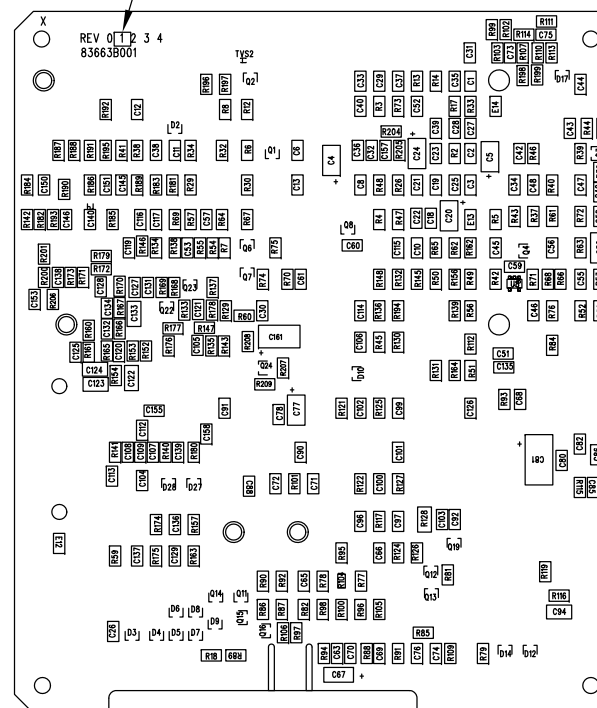 X
REV 0 1 2 3 4
83663B001
TVS2
R99 R102 R111
R114 C75
C31 R103 C73 R107 R110 R113
R198 R199 D17 C44
R196 R197 Q2 C33 C29 C37 R13 R14 C35 C1
R192 C12 R8 R12 C40 R3 R73 C52 R17 R33 E14
D2 R204 C39 C28 C27 C43 C44
R187 R188 R191 R195 R41 C38 C38 C11 R34 R32 R6 Q1 C6 C4 C36 C32 C157 R205 C24 C23 R2 C2 C5 C42 R46 R39
R184 C150 R190 R186 C151 C145 R189 R183 R181 R29 R30 C13 C8 R48 R26 C21 C19 C25 C3 C34 C48 R40 C47
R142 R182 R193 C146 C140 R185 C116 C117 R69 R57 C57 R64 R67 Q8 R4 R47 C22 C18 C20 E13 R5 R43 R37 R61 R72
R201 R179 C119 R146 R134 R138 C53 R55 R54 R7 Q6 R75 C60 C115 C10 R65 R62 R162 C45 Q4 C56 R63
R200 C138 R173 R171 R172 C128 R170 C127 C131 R169 R168 Q23 R137 Q7 R74 R70 C61 R148 R132 R145 R50 R156 R49 R42 C59 U8 R71 R68 R66 C55
C153 R206 C134 R167 C133 Q22 R133 C121 R178 R129 R60 C30 C114 R136 R194 R139 R56 C46 R76 R52
R160 C132 R166 R177 R147
C125 R161 R165 C120 R153 R152 R176 C105 R135 R143 R208 C161 C106 R45 R130 R112 C51 R84
C124 R154 C122 Q24 R207 D10 R131 R164 R51 C135
C123 R209
C155 C91 C78 C77 R121 C102 R125 C99 C126 R93 C68
C112 C158
R141 C108 C109 C107 R140 C139 R180 C90 C101 C81 C80 C82
C113 C104 D28 D27 C88 C72 R101 C71 R122 C100 R127 R115 C85
R174 C136 R157 C96 R117 C97 R128 C103 C92
E12 R59 C137 R175 C129 R163 R95 C66 R124 R126 Q19
R90 R92 C65 R78 R104 R77 Q12 R81 R119
Q14 Q11 Q13 R116
D6 D8 R86 R87 R82 R98 R100 R96 R105 C94
D9 Q15
C26 D3 D4 D5 D7 Q16 R106 R97 R85
R18 R89 R94 C63 C70 R88 C69 R91 C76 C74 R109 R79 D14 D12
C67